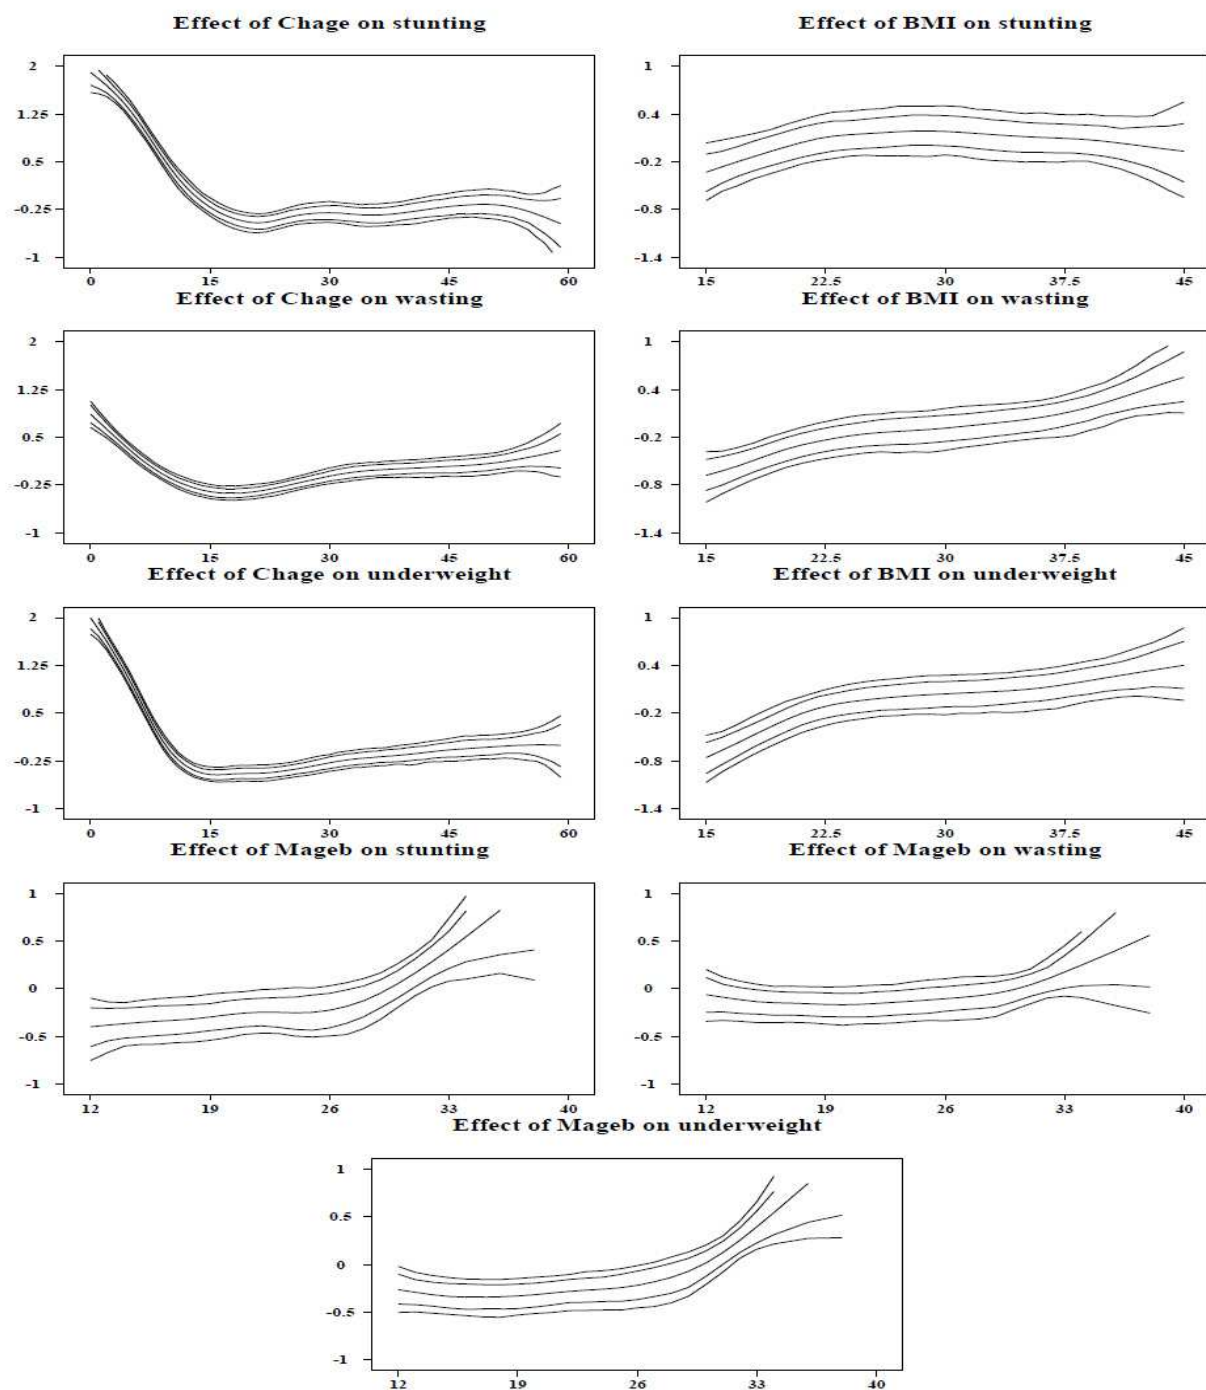 Effect of Chage on stunting
2
1.25
0.5
-0.25
-1
0 15 30 45 60
Effect of BMI on stunting
1
0.4
-0.2
-0.8
-1.4
15 22.5 30 37.5 45
Effect of Chage on wasting
2
1.25
0.5
-0.25
-1
0 15 30 45 60
Effect of BMI on wasting
1
0.4
-0.2
-0.8
-1.4
15 22.5 30 37.5 45
Effect of Chage on underweight
2
1.25
0.5
-0.25
-1
0 15 30 45 60
Effect of BMI on underweight
1
0.4
-0.2
-0.8
-1.4
15 22.5 30 37.5 45
Effect of Mageb on stunting
1
0.5
0
-0.5
-1
12 19 26 33 40
Effect of Mageb on wasting
1
0.5
0
-0.5
-1
12 19 26 33 40
Effect of Mageb on underweight
1
0.5
0
-0.5
-1
12 19 26 33 40